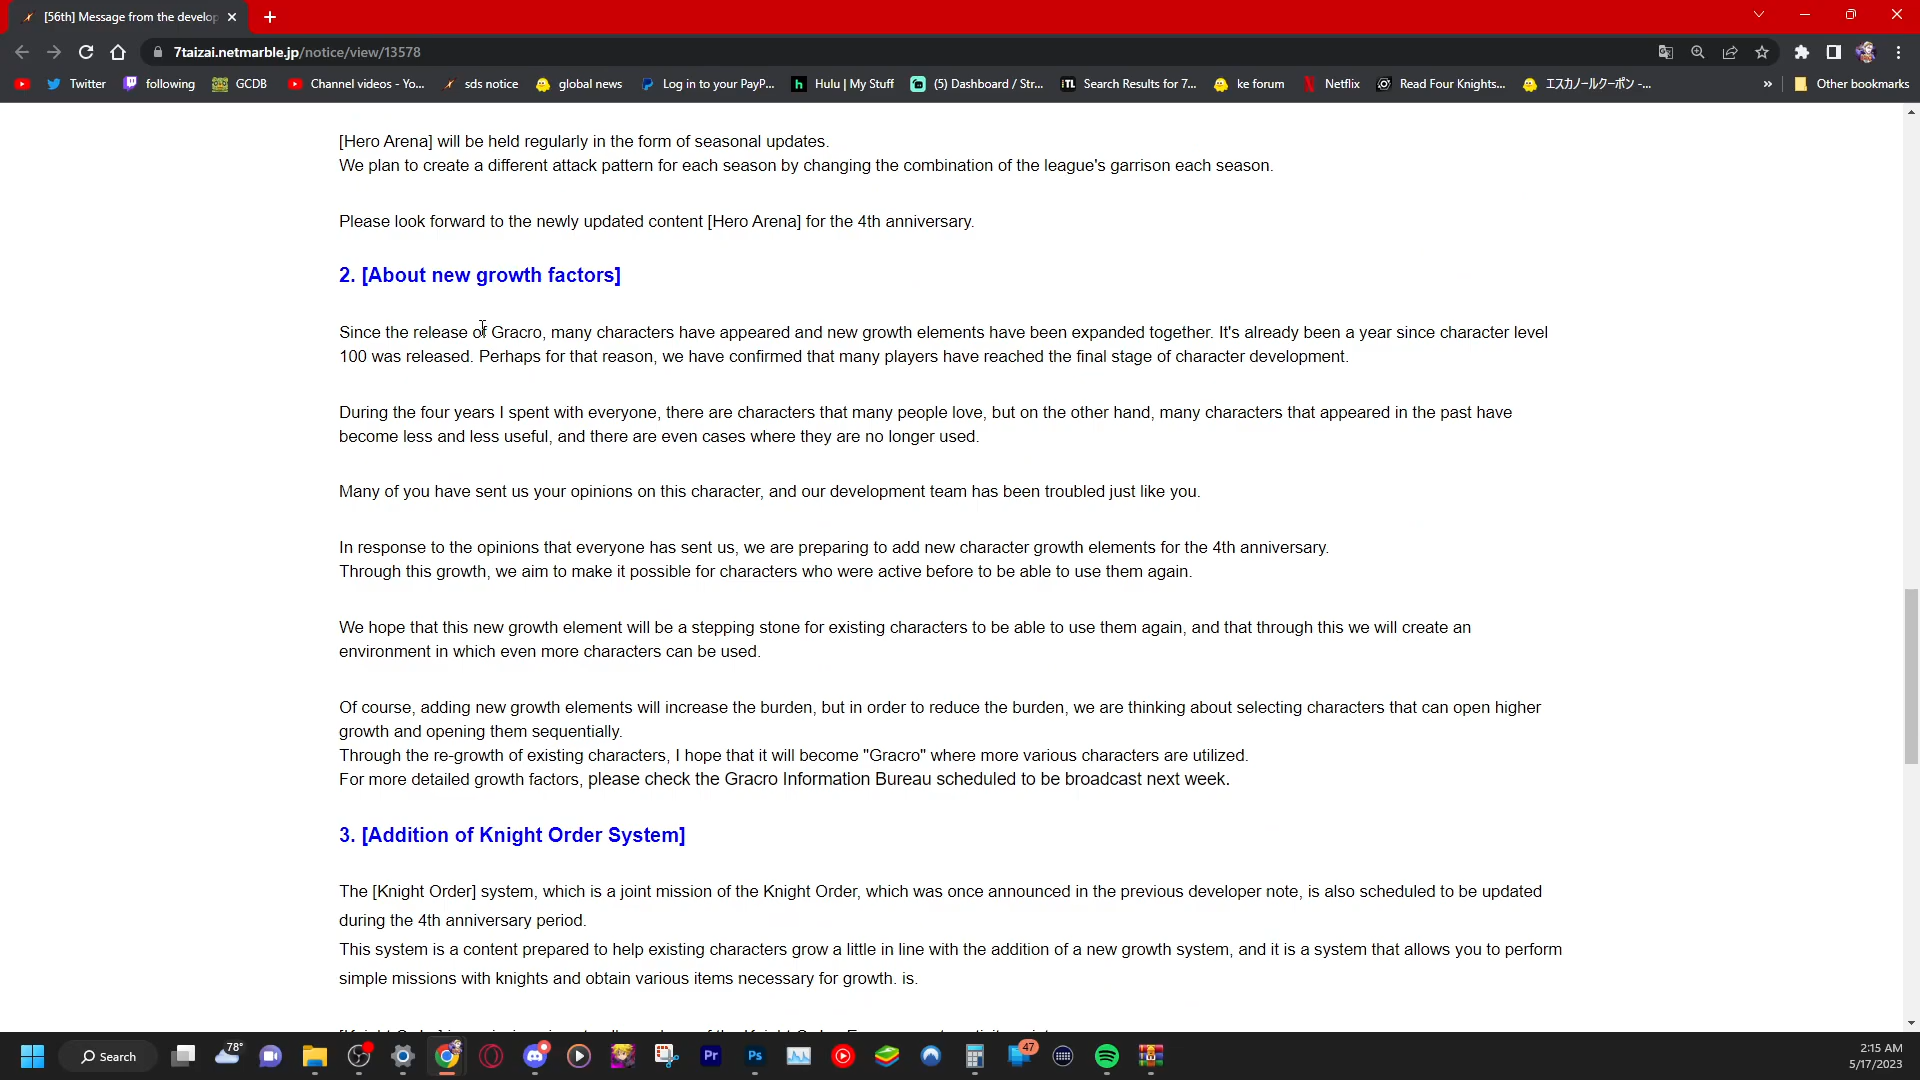 [56th] Message from the develop
7taizai.netmarble.jp/notice/view/13578
Twitter
following
GCDB
Channel videos - Yo...
sds notice
global news
Log in to your PayP...
Hulu | My Stuff
(5) Dashboard / Str...
Search Results for 7...
ke forum
Netflix
Read Four Knights...
エスカノールクーポン -...
»
Other bookmarks
[Hero Arena] will be held regularly in the form of seasonal updates.
We plan to create a different attack pattern for each season by changing the combination of the league's garrison each season.
Please look forward to the newly updated content [Hero Arena] for the 4th anniversary.
2. [About new growth factors]
Since the release of Gracro, many characters have appeared and new growth elements have been expanded together. It's already been a year since character level
100 was released. Perhaps for that reason, we have confirmed that many players have reached the final stage of character development.
During the four years I spent with everyone, there are characters that many people love, but on the other hand, many characters that appeared in the past have
become less and less useful, and there are even cases where they are no longer used.
Many of you have sent us your opinions on this character, and our development team has been troubled just like you.
In response to the opinions that everyone has sent us, we are preparing to add new character growth elements for the 4th anniversary.
Through this growth, we aim to make it possible for characters who were active before to be able to use them again.
We hope that this new growth element will be a stepping stone for existing characters to be able to use them again, and that through this we will create an
environment in which even more characters can be used.
Of course, adding new growth elements will increase the burden, but in order to reduce the burden, we are thinking about selecting characters that can open higher
growth and opening them sequentially.
Through the re-growth of existing characters, I hope that it will become "Gracro" where more various characters are utilized.
For more detailed growth factors, please check the Gracro Information Bureau scheduled to be broadcast next week.
3. [Addition of Knight Order System]
The [Knight Order] system, which is a joint mission of the Knight Order, which was once announced in the previous developer note, is also scheduled to be updated
during the 4th anniversary period.
This system is a content prepared to help existing characters grow a little in line with the addition of a new growth system, and it is a system that allows you to perform
simple missions with knights and obtain various items necessary for growth. is.
Search
78°
Pr
Ps
47
2:15 AM
5/17/2023